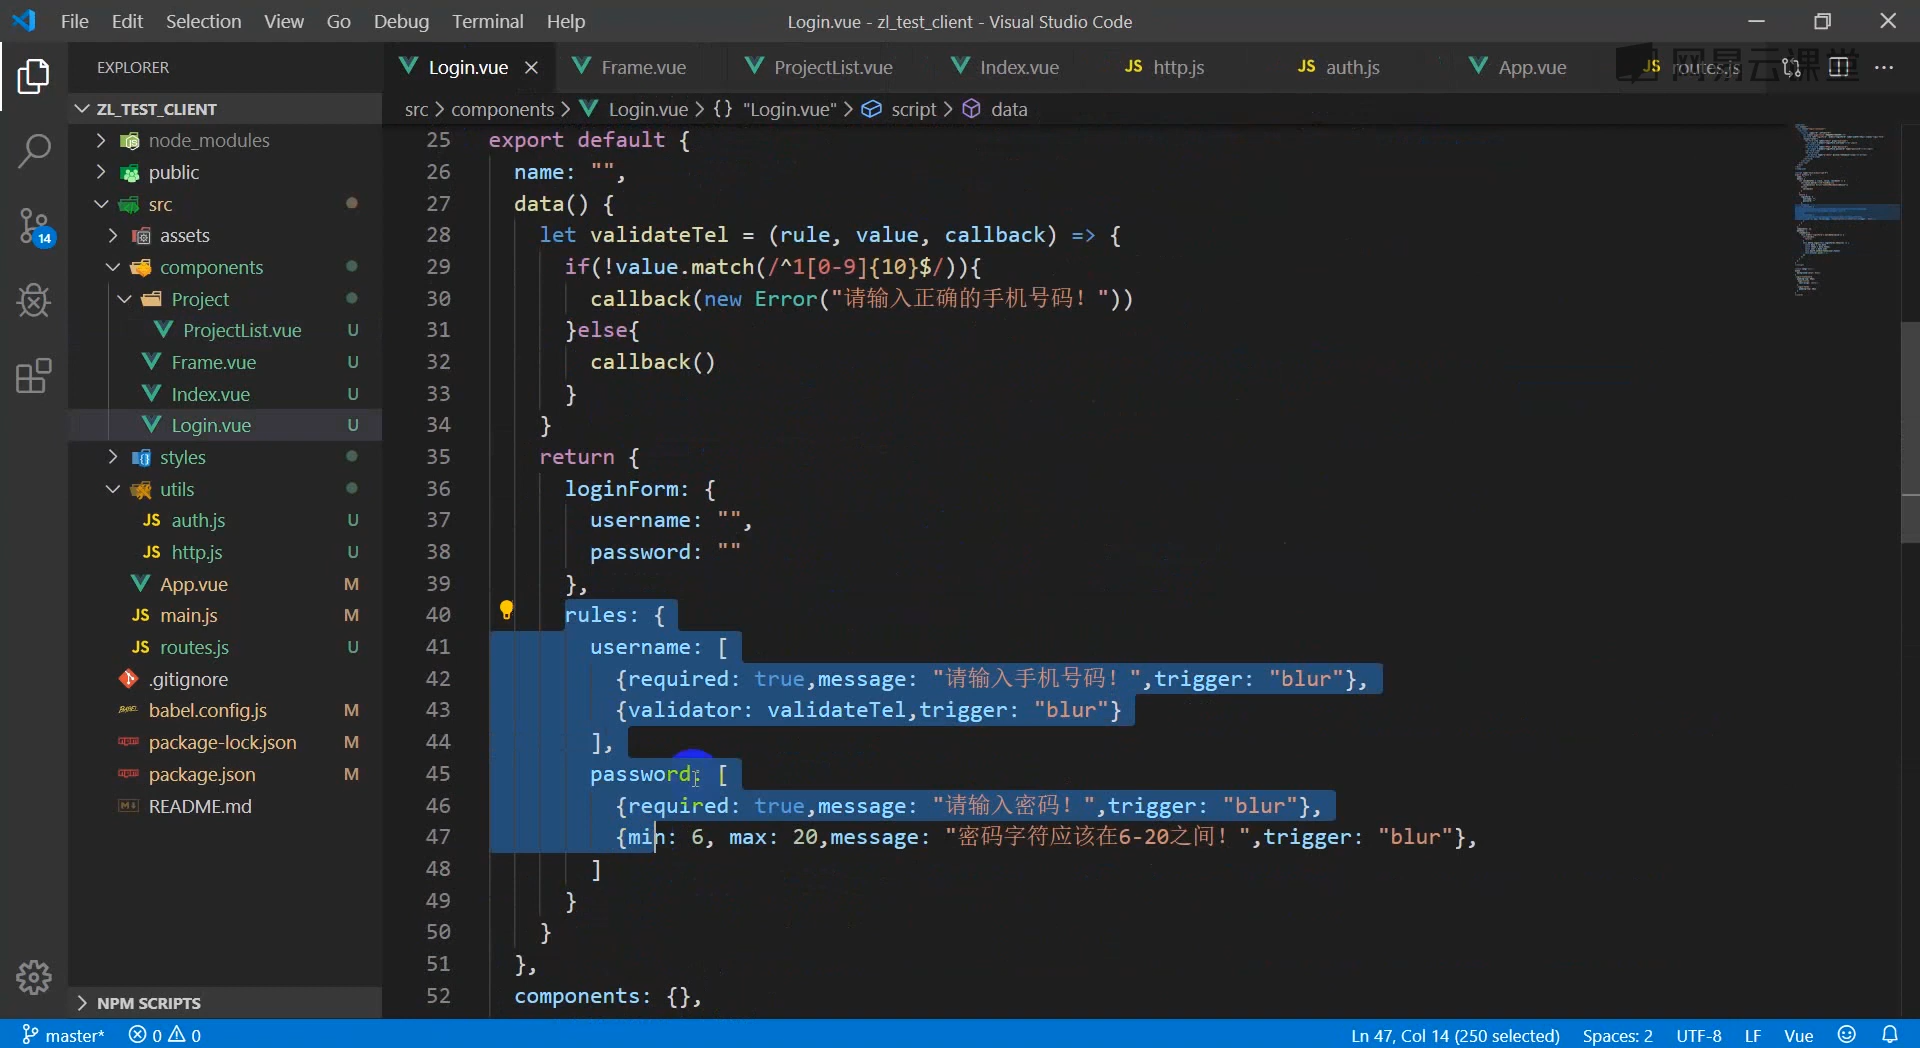 File Edit Selection View Go Debug Terminal Help
Login.vue - zl_test_client - Visual Studio Code
EXPLORER
ZL_TEST_CLIENT
node_modules
public
src
assets
components
Project
ProjectList.vue U
Frame.vue U
Index.vue U
Login.vue U
styles
utils
JS auth.js U
JS http.js U
App.vue M
JS main.js M
JS routes.js U
.gitignore
babel.config.js M
package-lock.json M
package.json M
README.md
NPM SCRIPTS
14
Login.vue Frame.vue ProjectList.vue Index.vue JS http.js JS auth.js App.vue JS routes.js
网易云课堂
src > components > Login.vue > {} "Login.vue" > script > data
25 export default {
26 name: "",
27 data() {
28 let validateTel = (rule, value, callback) => {
29 if(!value.match(/^1[0-9]{10}$/)){
30 callback(new Error("请输入正确的手机号码！"))
31 }else{
32 callback()
33 }
34 }
35 return {
36 loginForm: {
37 username: "",
38 password: ""
39 },
40 rules: {
41 username: [
42 {required: true,message: "请输入手机号码！",trigger: "blur"},
43 {validator: validateTel,trigger: "blur"}
44 ],
45 password: [
46 {required: true,message: "请输入密码！",trigger: "blur"},
47 {min: 6, max: 20,message: "密码字符应该在6-20之间！",trigger: "blur"},
48 ]
49 }
50 }
51 },
52 components: {},
master* 0 0 Ln 47, Col 14 (250 selected) Spaces: 2 UTF-8 LF Vue